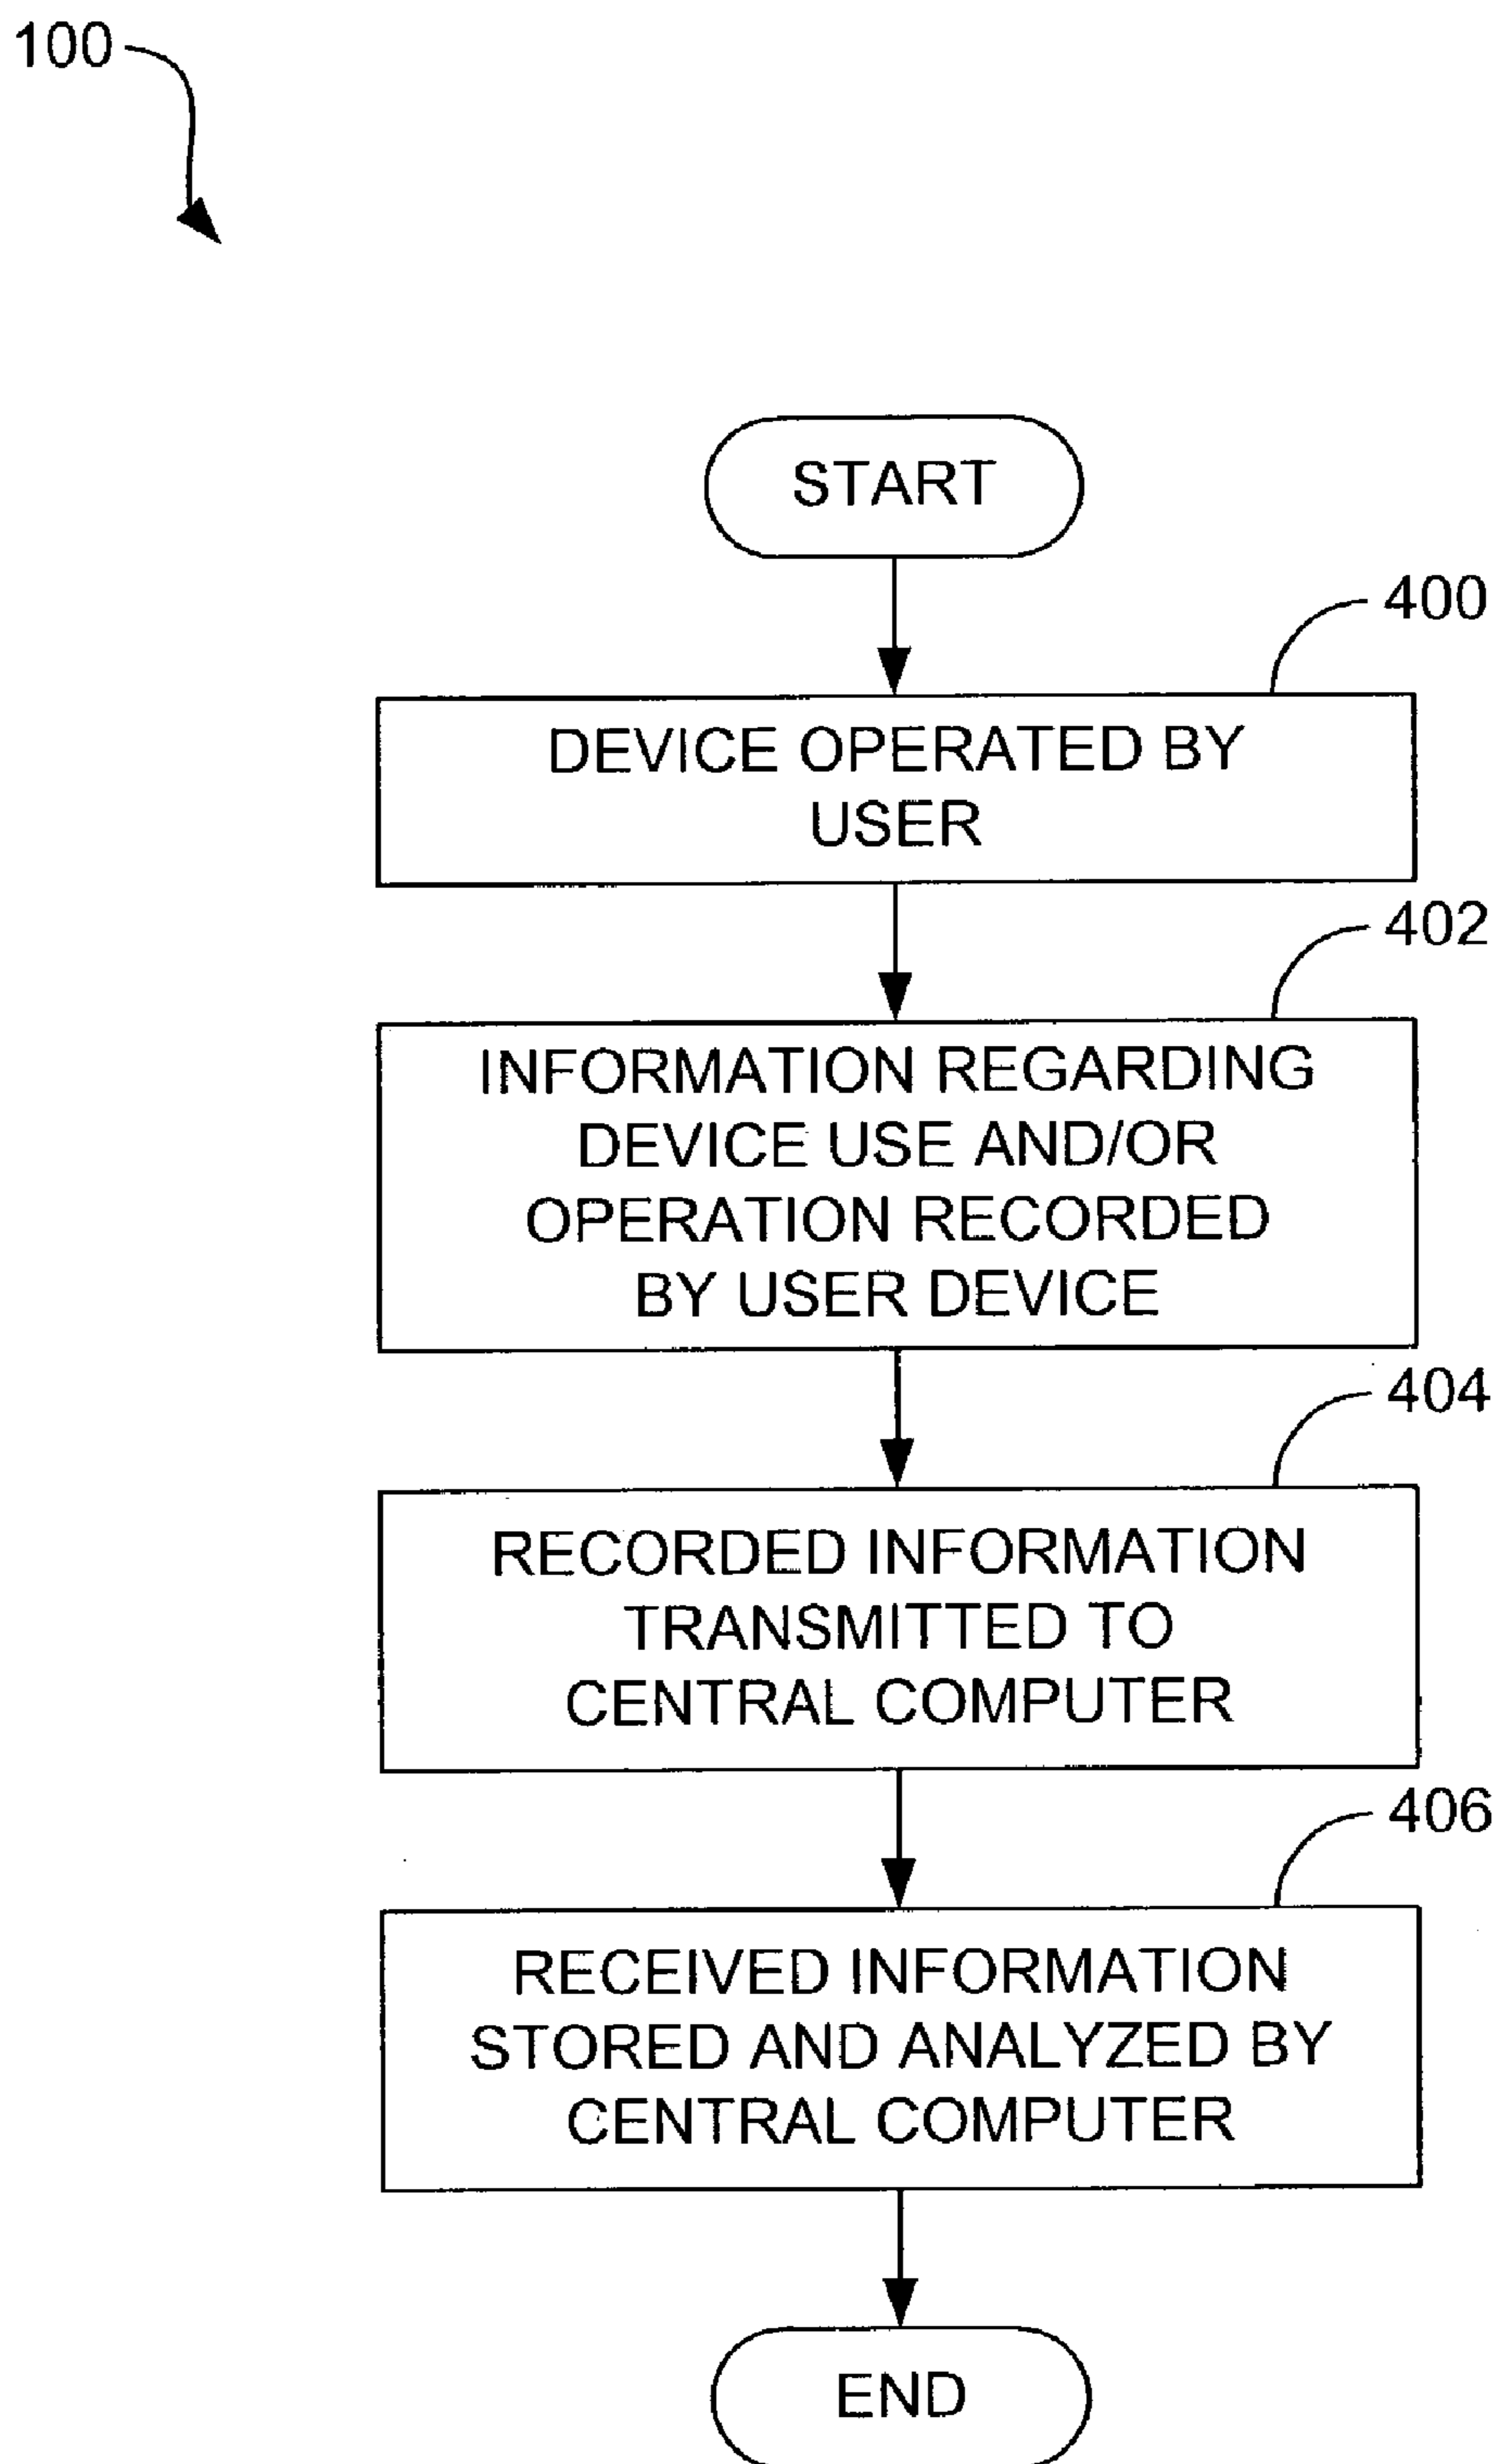 100
START
400
DEVICE OPERATED BY
USER
402
INFORMATION REGARDING
DEVICE USE AND/OR
OPERATION RECORDED
BY USER DEVICE
404
RECORDED INFORMATION
TRANSMITTED TO
CENTRAL COMPUTER
406
RECEIVED INFORMATION
STORED AND ANALYZED BY
CENTRAL COMPUTER
END